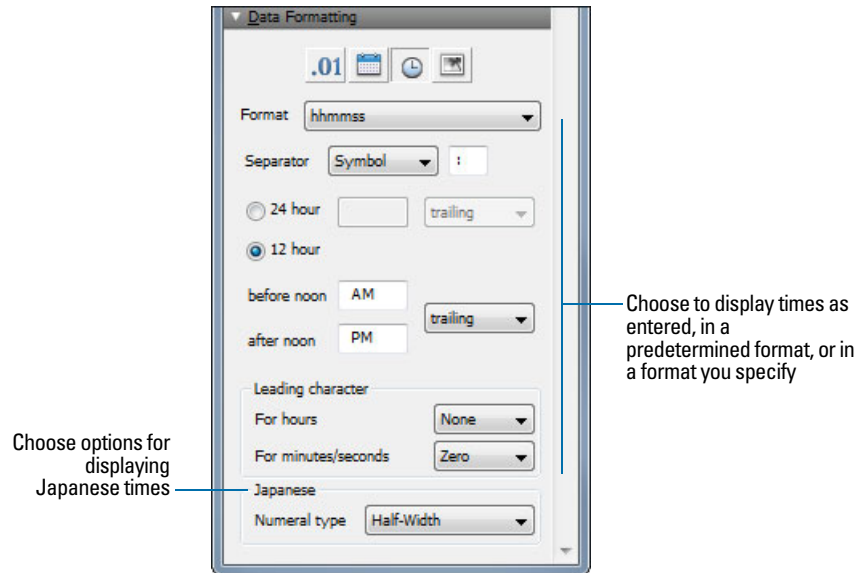 Data Formatting
.01
Format hhmmss
Separator Symbol :
24 hour trailing
12 hour
before noon AM
trailing
after noon PM
Leading character
For hours None
For minutes/seconds Zero
Japanese
Numeral type Half-Width
Choose to display times as
entered, in a
predetermined format, or in
a format you specify
Choose options for
displaying
Japanese times